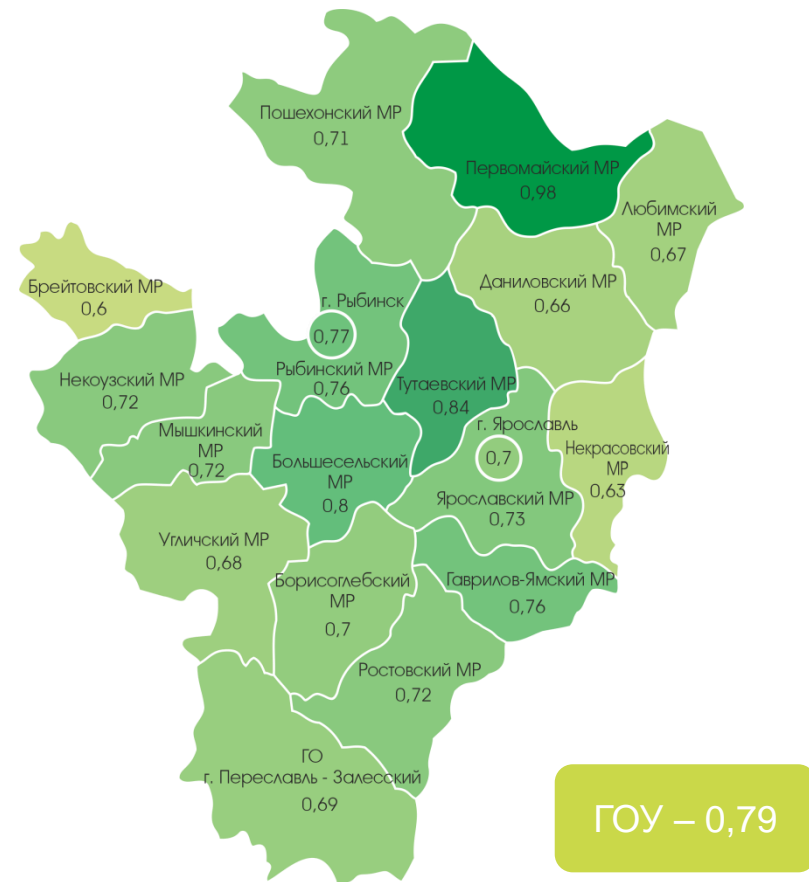 Пошехонский МР
0,71
Первомайский МР
0,98
Любимский
МР
0,67
Брейтовский МР
0,6
г. Рыбинск
0,77
Рыбинский МР
0,76
Даниловский МР
0,66
Некоузский МР
0,72
Тутаевский МР
0,84
Мышкинский
МР
0,72
г. Ярославль
0,7
Ярославский МР
0,73
Некрасовский
МР
0,63
Большесельский
МР
0,8
Угличский МР
0,68
Борисоглебский
МР
0,7
Гаврилов-Ямский МР
0,76
Ростовский МР
0,72
ГО
г. Переславль - Залесский
0,69
ГОУ – 0,79